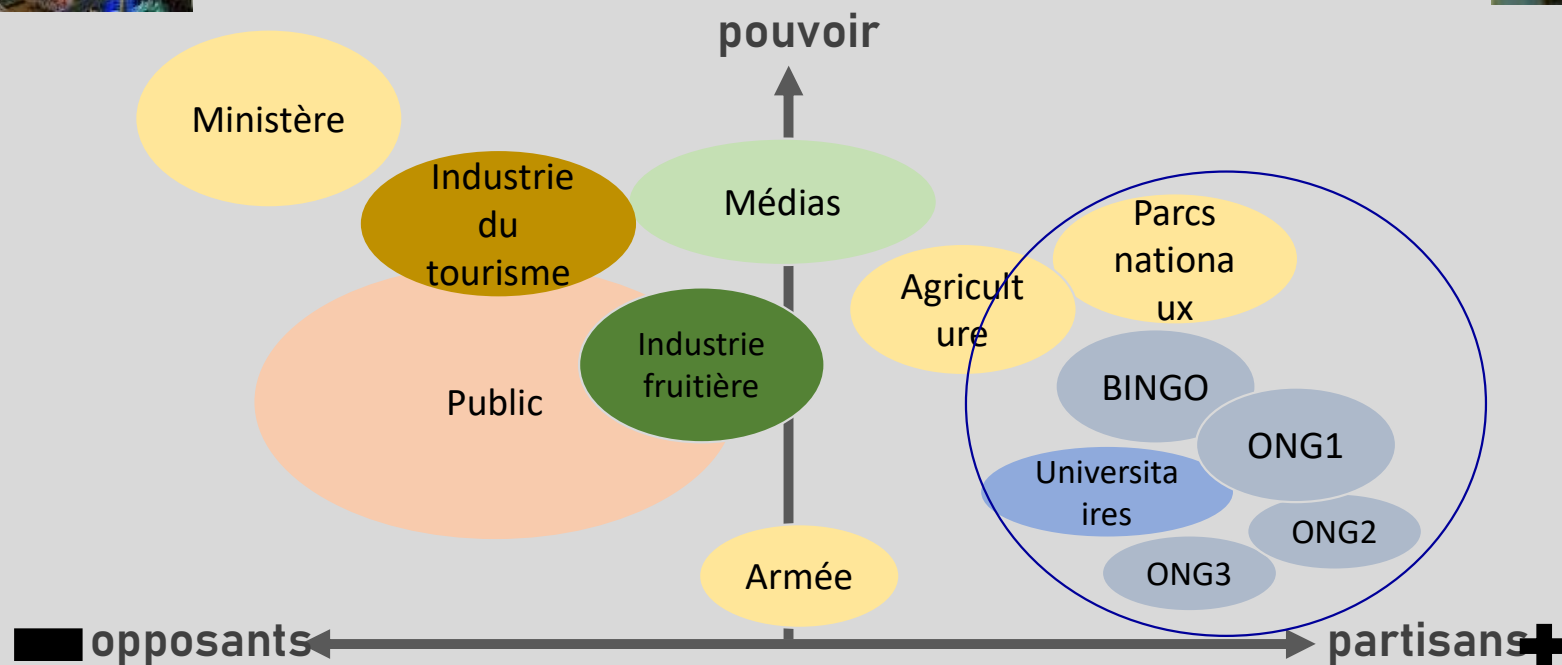 pouvoir
Ministère
Industrie
du
tourisme
Médias
Parcs
nationa
ux
Agricult
ure
Industrie
fruitière
Public
BINGO
ONG1
Universita
ires
ONG2
ONG3
Armée
opposants
partisans